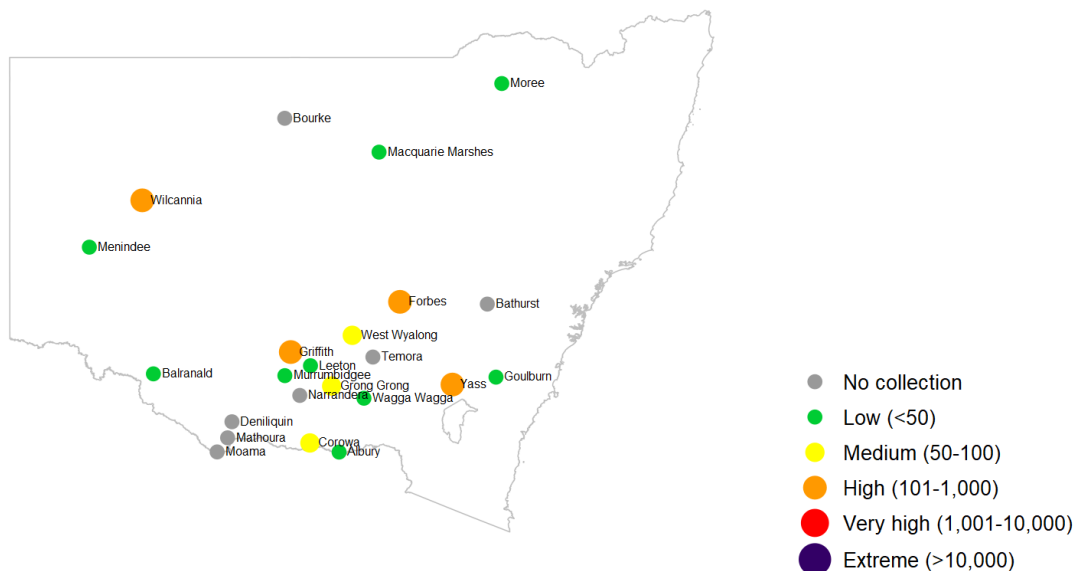 Moree
Bourke
Macquarie Marshes
Wilcannia
Menindee
Forbes
Bathurst
West Wyalong
Griffith
Temora
Leeton
Balranald
Murrumbidgee
Grong Grong
Yass
Goulburn
Narrandera
Wagga Wagga
Deniliquin
Mathoura
Corowa
Moama
Albury
No collection
Low (<50)
Medium (50-100)
High (101-1,000)
Very high (1,001-10,000)
Extreme (>10,000)